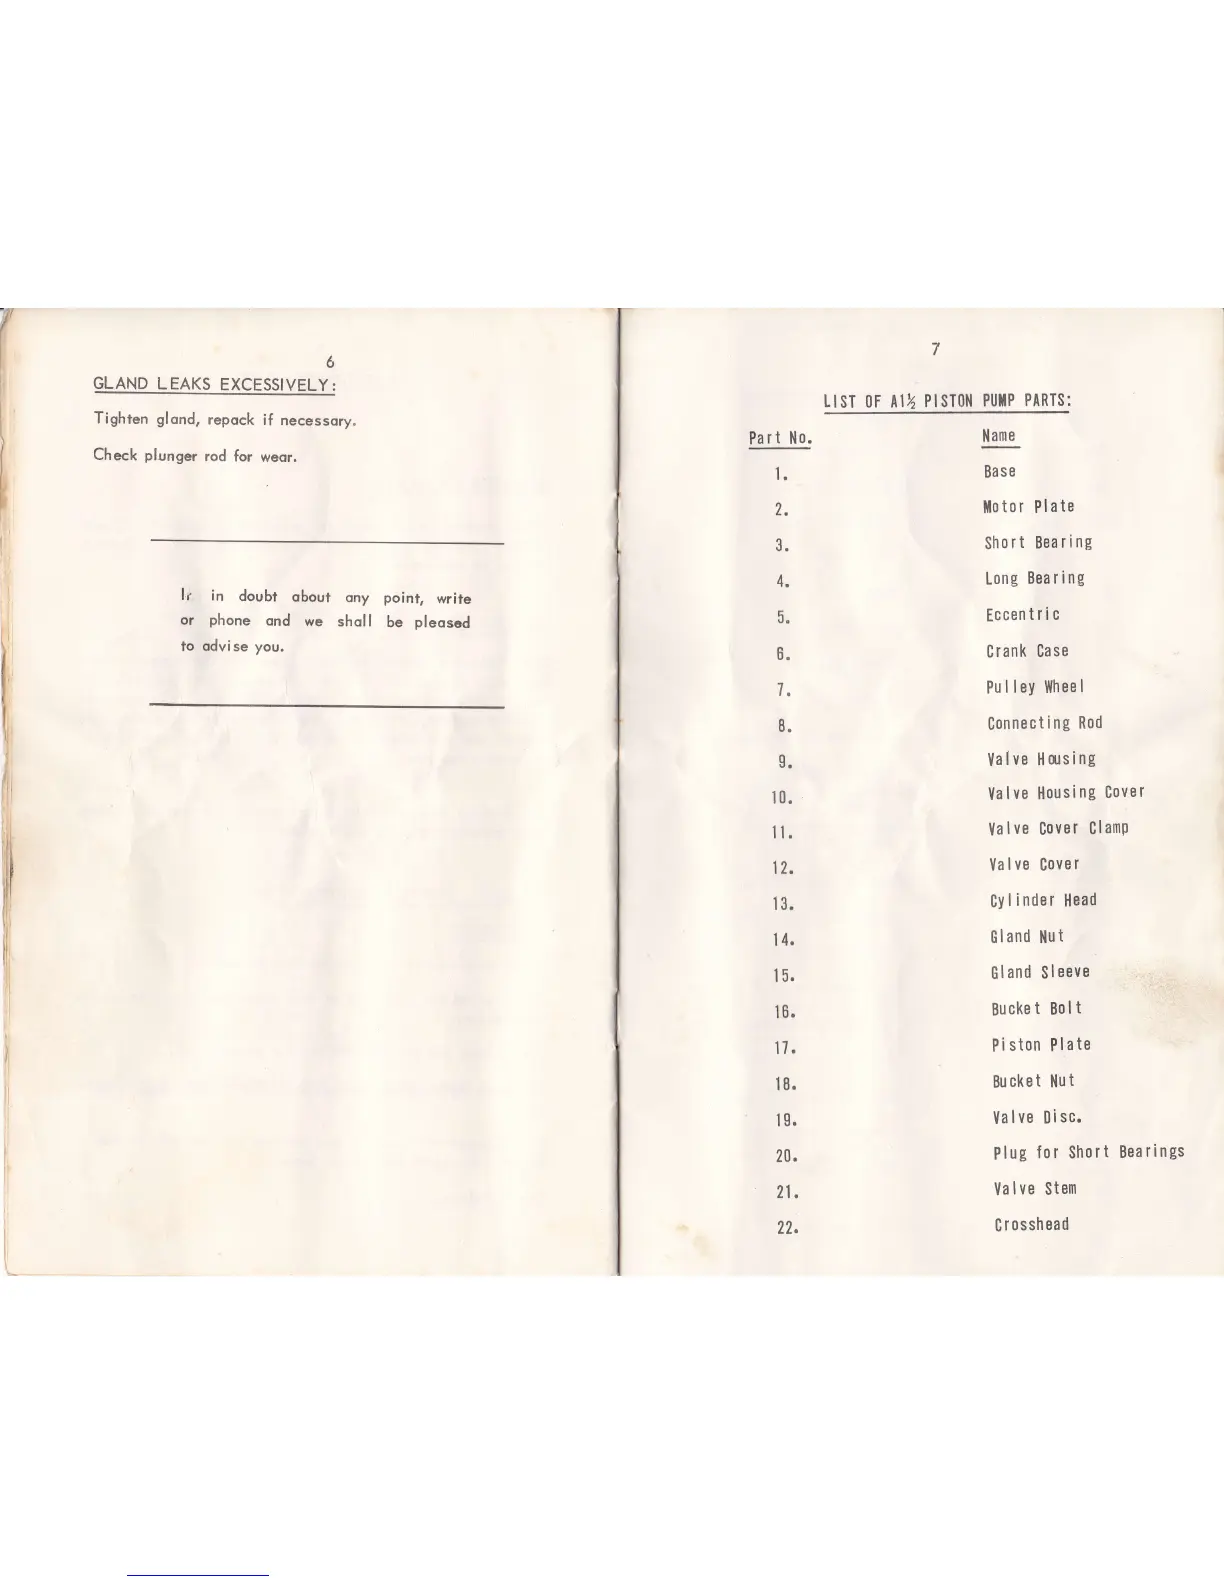 6
GLAND LEAKS EXCESSIVELY:
Tighten gland, repack if necessary.
Check plunger rod for wear.
in doubt about any point, write
or phone and we shall be pleased
to advise you.
7
LIST OF A1½ PISTON PUMP PARTS:
Part No. Name
1. Base
2. Motor Plate
3. Short Bearing
4. Long Bearing
5. Eccentric
6. Crank Case
7. Pulley Wheel
8. Connecting Rod
9. Valve Housing
10. Valve Housing Cover
11. Valve Cover Clamp
12. Valve Cover
13. Cylinder Head
14. Gland Nut
15. Gland Sleeve
16. Bucket Bolt
17. Piston Plate
18. Bucket Nut
19. Valve Disc.
20. Plug for Short Bearings
21. Valve Stem
22. Crosshead